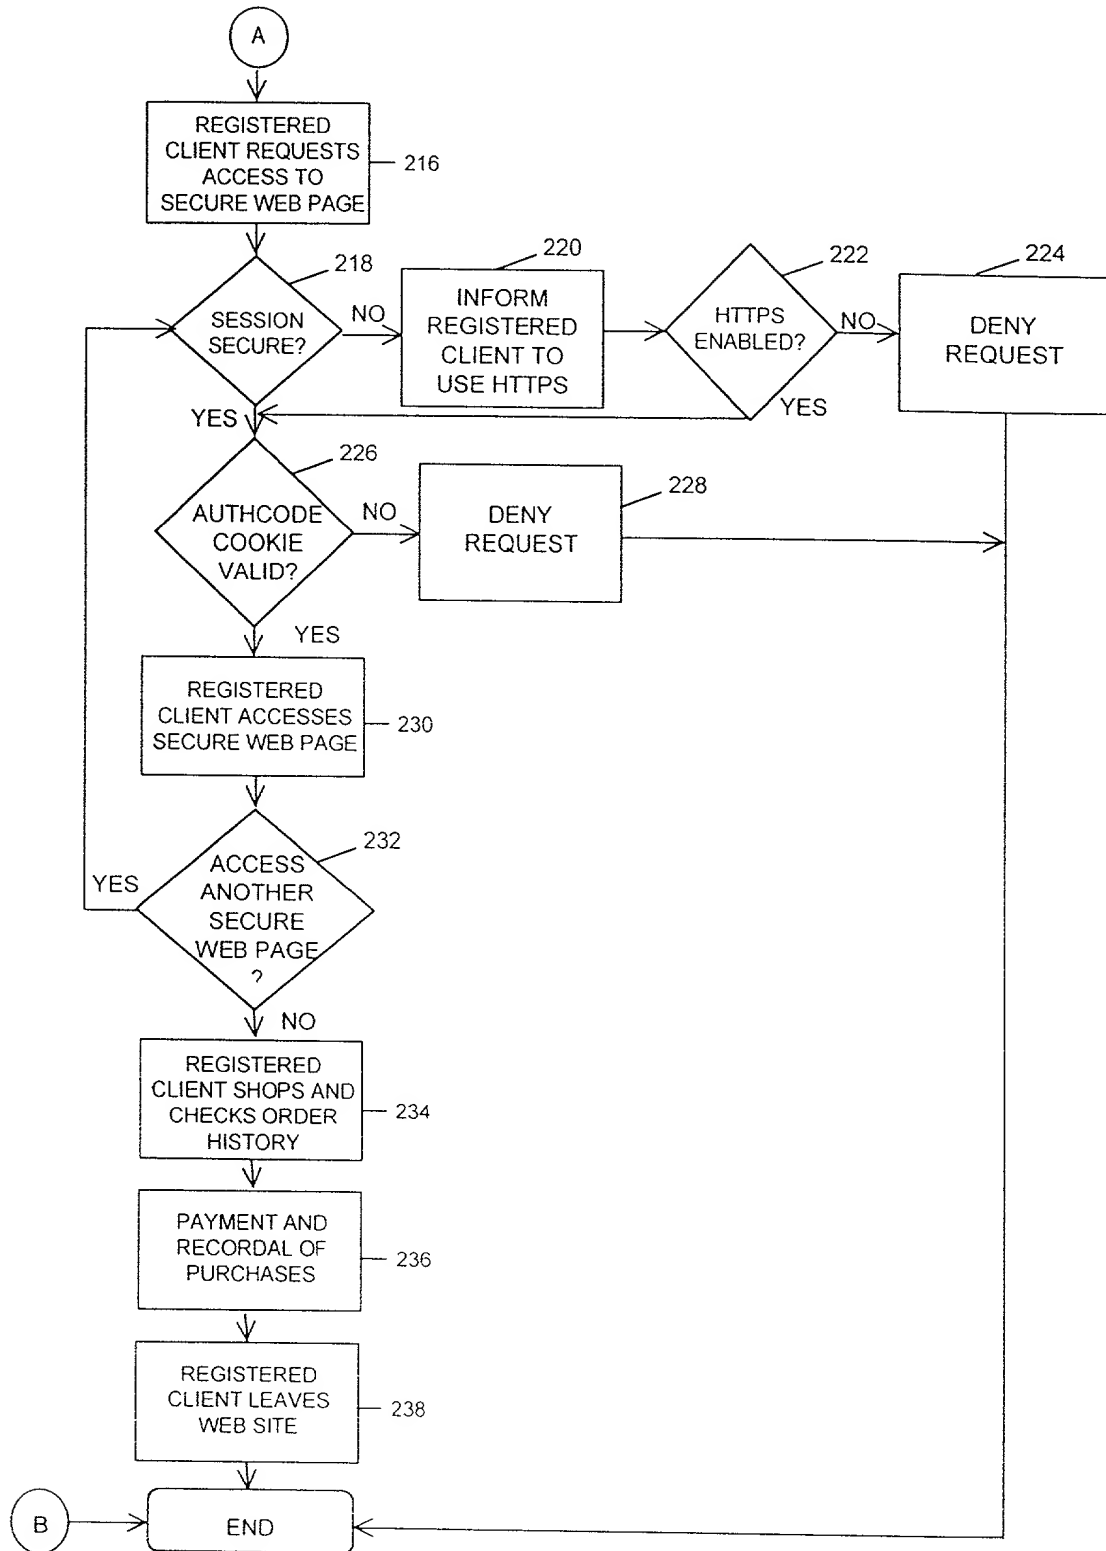 A
REGISTERED
CLIENT REQUESTS
ACCESS TO
SECURE WEB PAGE
216
218
SESSION
SECURE?
NO
YES
220
INFORM
REGISTERED
CLIENT TO
USE HTTPS
222
HTTPS
ENABLED?
NO
YES
224
DENY
REQUEST
226
AUTHCODE
COOKIE
VALID?
NO
YES
228
DENY
REQUEST
REGISTERED
CLIENT ACCESSES
SECURE WEB PAGE
230
232
ACCESS
ANOTHER
SECURE
WEB PAGE
?
YES
NO
REGISTERED
CLIENT SHOPS AND
CHECKS ORDER
HISTORY
234
PAYMENT AND
RECORDAL OF
PURCHASES
236
REGISTERED
CLIENT LEAVES
WEB SITE
238
B
END